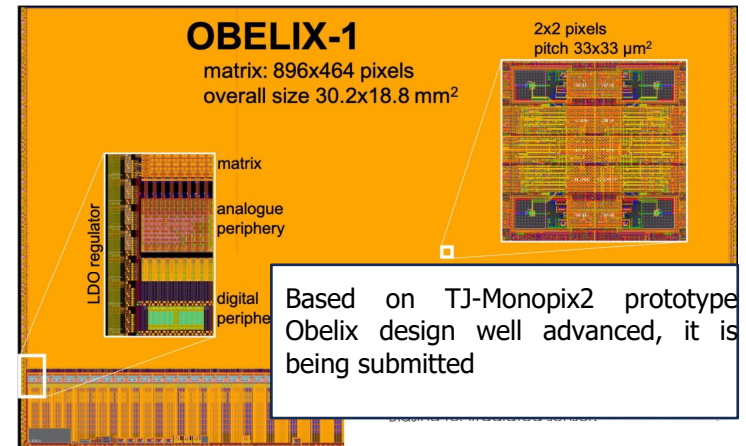 OBELIX-1
matrix: 896x464 pixels
overall size 30.2x18.8 mm²
2x2 pixels
pitch 33x33 µm²
matrix
analogue
periphery
LDO regulator
digital
periphe
Based on TJ-Monopix2 prototype
Obelix design well advanced, it is
being submitted